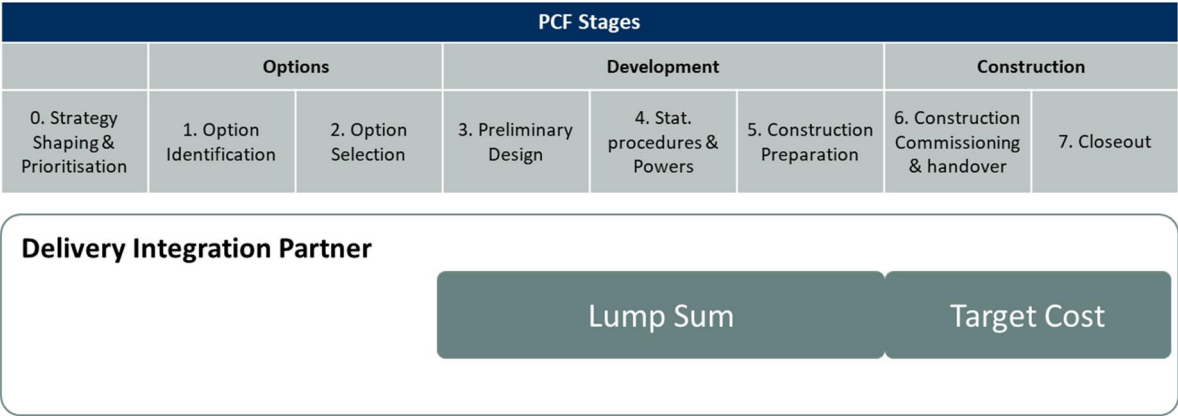 PCF Stages
Options
Development
Construction
0. Strategy
Shaping &
Prioritisation
1. Option
Identification
2. Option
Selection
3. Preliminary
Design
4. Stat.
procedures &
Powers
5. Construction
Preparation
6. Construction
Commissioning
& handover
7. Closeout
Delivery Integration Partner
Lump Sum
Target Cost